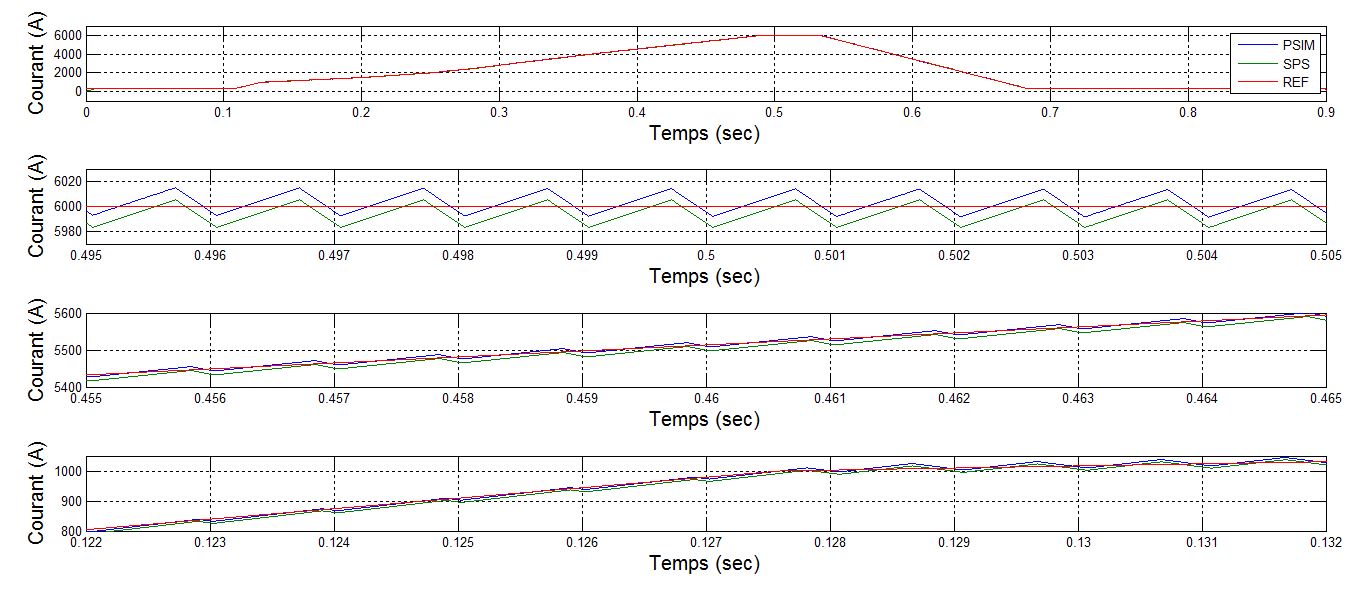 Courant (A)
6000
4000
2000
0
PSIM
SPS
REF
0 0.1 0.2 0.3 0.4 0.5 0.6 0.7 0.8 0.9
Temps (sec)
Courant (A)
6020
6000
5980
0.495 0.496 0.497 0.498 0.499 0.5 0.501 0.502 0.503 0.504 0.505
Temps (sec)
Courant (A)
5600
5500
5400
0.455 0.456 0.457 0.458 0.459 0.46 0.461 0.462 0.463 0.464 0.465
Temps (sec)
Courant (A)
1000
900
800
0.122 0.123 0.124 0.125 0.126 0.127 0.128 0.129 0.13 0.131 0.132
Temps (sec)